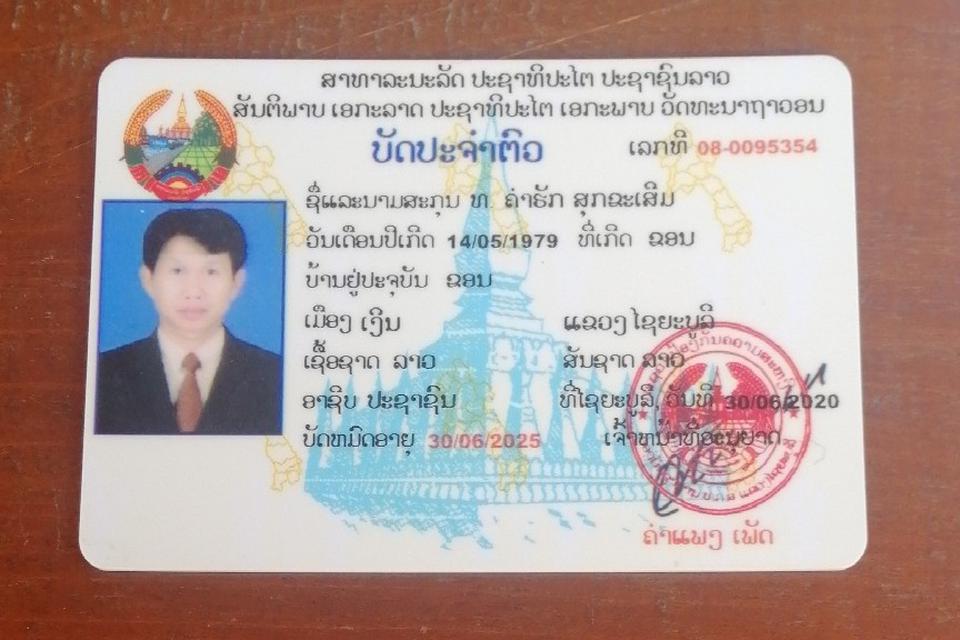 ສາທາລະນະລັດ ປະຊາທິປະໄຕ ປະຊາຊົນລາວ
ສັນຕິພາບ ເອກະລາດ ປະຊາທິປະໄຕ ເອກະພາບ ວັດທະນາຖາວອນ
ບັດປະຈຳຕົວ
ເລກທີ 08-0095354
ຊື່ແລະນາມສະກຸນ ທ. ຄຳຮັກ ສຸກຂະເສີມ
ວັນເດືອນປີເກີດ 14/05/1979 ທີ່ເກີດ ຂອນ
ບ້ານຢູ່ປະຈຸບັນ ຂອນ
ເມືອງ ເງິນ ແຂວງ ໄຊຍະບູລີ
ເຊື້ອຊາດ ລາວ ສັນຊາດ ລາວ
ອາຊີບ ປະຊາຊົນ ທີ່ໄຊຍະບູລີ, ວັນທີ 30/06/2020
ບັດຫມົດອາຍຸ 30/06/2025 ເຈົ້າຫນ້າທີ່ອະນຸຍາດ
ຄຳແພງ ເພັດ